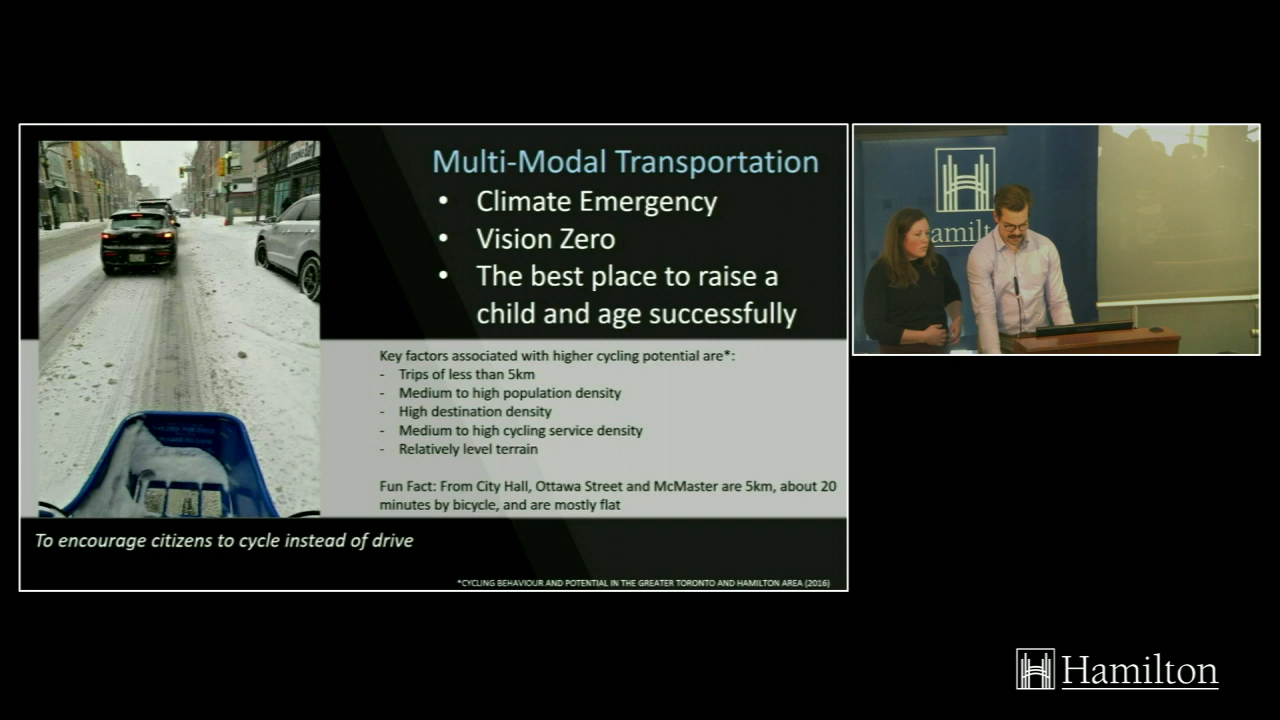 Multi-Modal Transportation
• Climate Emergency
• Vision Zero
• The best place to raise a
child and age successfully
Key factors associated with higher cycling potential are*:
- Trips of less than 5km
- Medium to high population density
- High destination density
- Medium to high cycling service density
- Relatively level terrain
Fun Fact: From City Hall, Ottawa Street and McMaster are 5km, about 20
minutes by bicycle, and are mostly flat
To encourage citizens to cycle instead of drive
*CYCLING BEHAVIOUR AND POTENTIAL IN THE GREATER TORONTO AND HAMILTON AREA (2016)
amilt
Hamilton